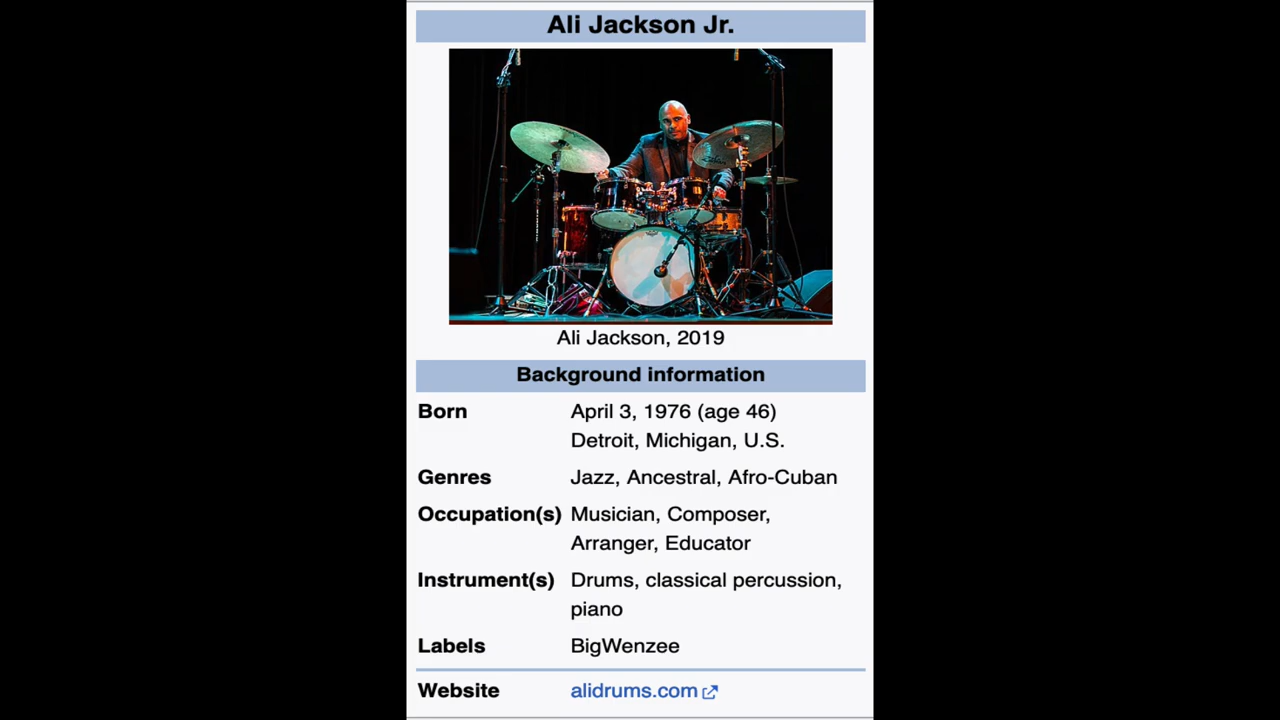 Ali Jackson Jr.
Ali Jackson, 2019
Background information
Born April 3, 1976 (age 46)
Detroit, Michigan, U.S.
Genres Jazz, Ancestral, Afro-Cuban
Occupation(s) Musician, Composer,
Arranger, Educator
Instrument(s) Drums, classical percussion,
piano
Labels BigWenzee
Website alidrums.com